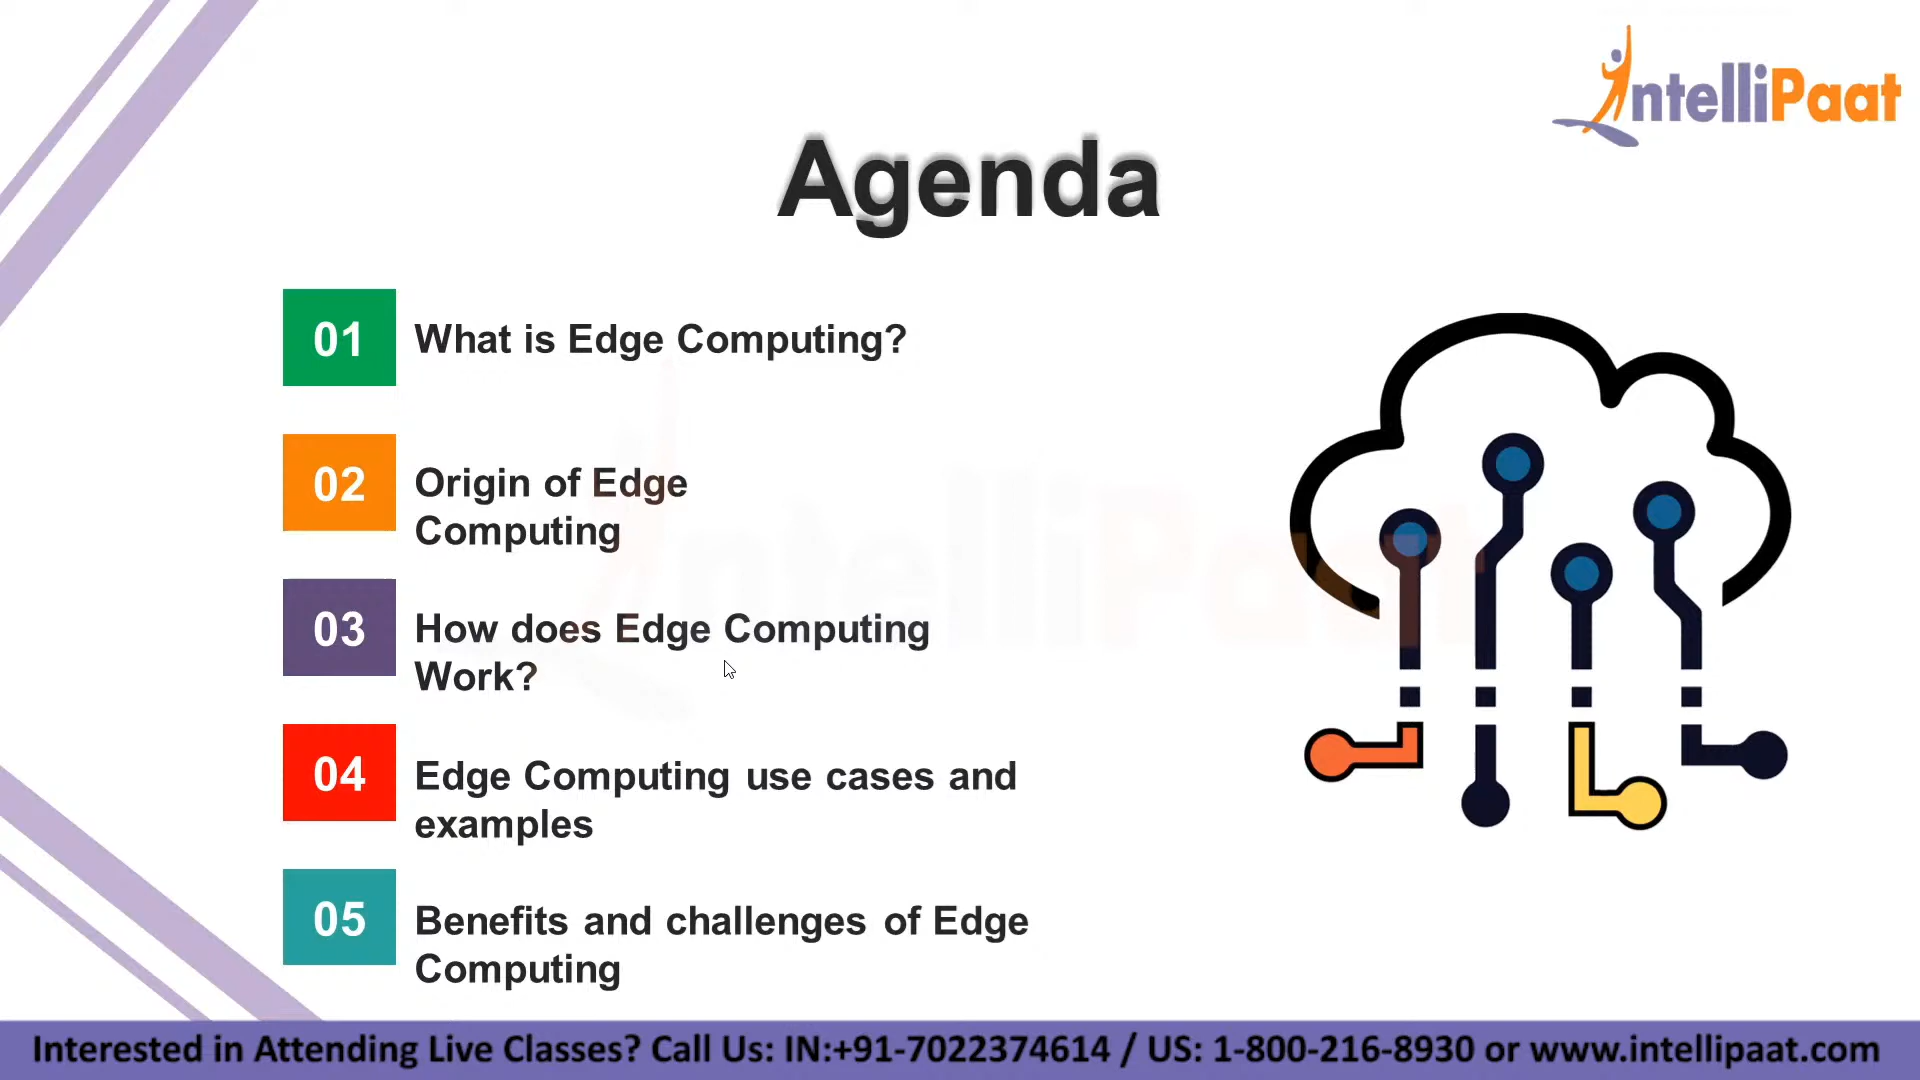 IntelliPaat
Agenda
01 What is Edge Computing?
02 Origin of Edge
Computing
03 How does Edge Computing
Work?
04 Edge Computing use cases and
examples
05 Benefits and challenges of Edge
Computing
IntelliPaat
Interested in Attending Live Classes? Call Us: IN:+91-7022374614 / US: 1-800-216-8930 or www.intellipaat.com